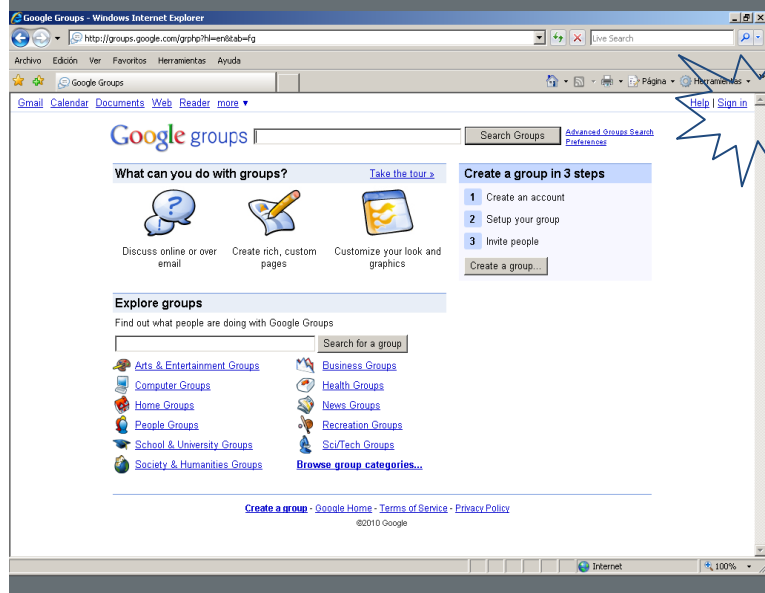 Google Groups - Windows Internet Explorer
http://groups.google.com/grphp?hl=en&tab=fg
Live Search
Archivo Edición Ver Favoritos Herramientas Ayuda
Google Groups
Página Herramientas
Gmail Calendar Documents Web Reader more ▼
Help | Sign in
Google groups
Search Groups
Advanced Groups Search
Preferences
What can you do with groups?
Take the tour »
Discuss online or over
email
Create rich, custom
pages
Customize your look and
graphics
Create a group in 3 steps
1 Create an account
2 Setup your group
3 Invite people
Create a group...
Explore groups
Find out what people are doing with Google Groups
Search for a group
Arts & Entertainment Groups
Business Groups
Computer Groups
Health Groups
Home Groups
News Groups
People Groups
Recreation Groups
School & University Groups
Sci/Tech Groups
Society & Humanities Groups
Browse group categories...
Create a group - Google Home - Terms of Service - Privacy Policy
©2010 Google
Internet
100%